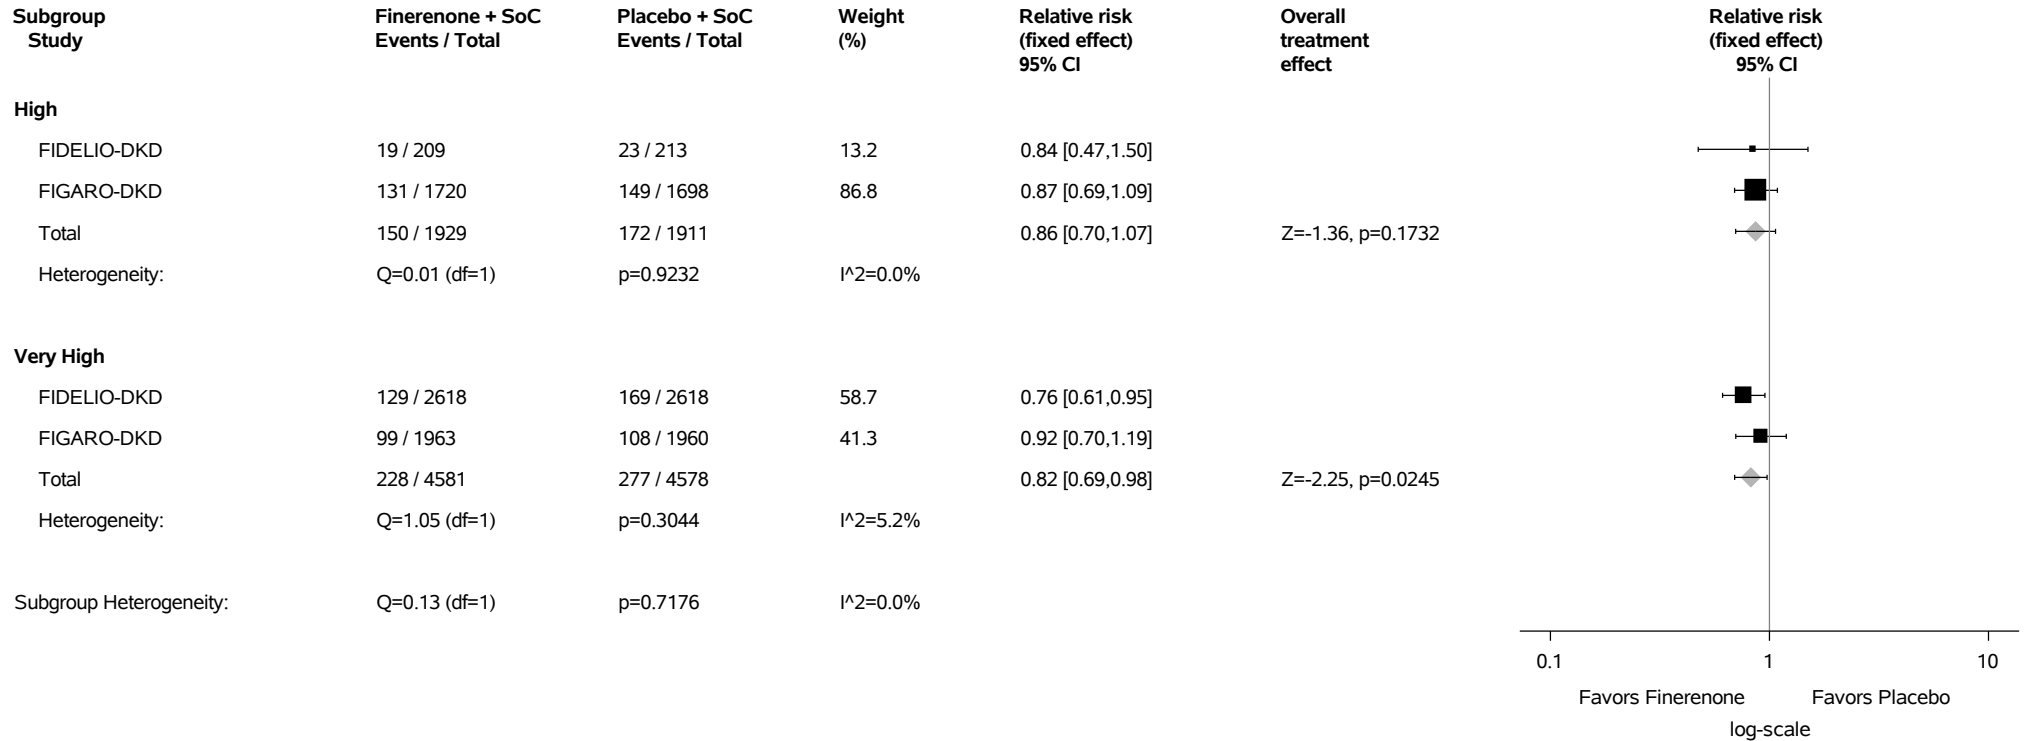 Subgroup Finerenone + SoC Placebo + SoC Weight Relative risk Overall Relative risk
Study Events / Total Events / Total (%) (fixed effect) treatment (fixed effect)
95% CI effect 95% CI
High
FIDELIO-DKD 19 / 209 23 / 213 13.2 0.84 [0.47,1.50]
FIGARO-DKD 131 / 1720 149 / 1698 86.8 0.87 [0.69,1.09]
Total 150 / 1929 172 / 1911 0.86 [0.70,1.07] Z=-1.36, p=0.1732
Heterogeneity: Q=0.01 (df=1) p=0.9232 I^2=0.0%
Very High
FIDELIO-DKD 129 / 2618 169 / 2618 58.7 0.76 [0.61,0.95]
FIGARO-DKD 99 / 1963 108 / 1960 41.3 0.92 [0.70,1.19]
Total 228 / 4581 277 / 4578 0.82 [0.69,0.98] Z=-2.25, p=0.0245
Heterogeneity: Q=1.05 (df=1) p=0.3044 I^2=5.2%
Subgroup Heterogeneity: Q=0.13 (df=1) p=0.7176 I^2=0.0%
0.1 1 10
Favors Finerenone Favors Placebo
log-scale